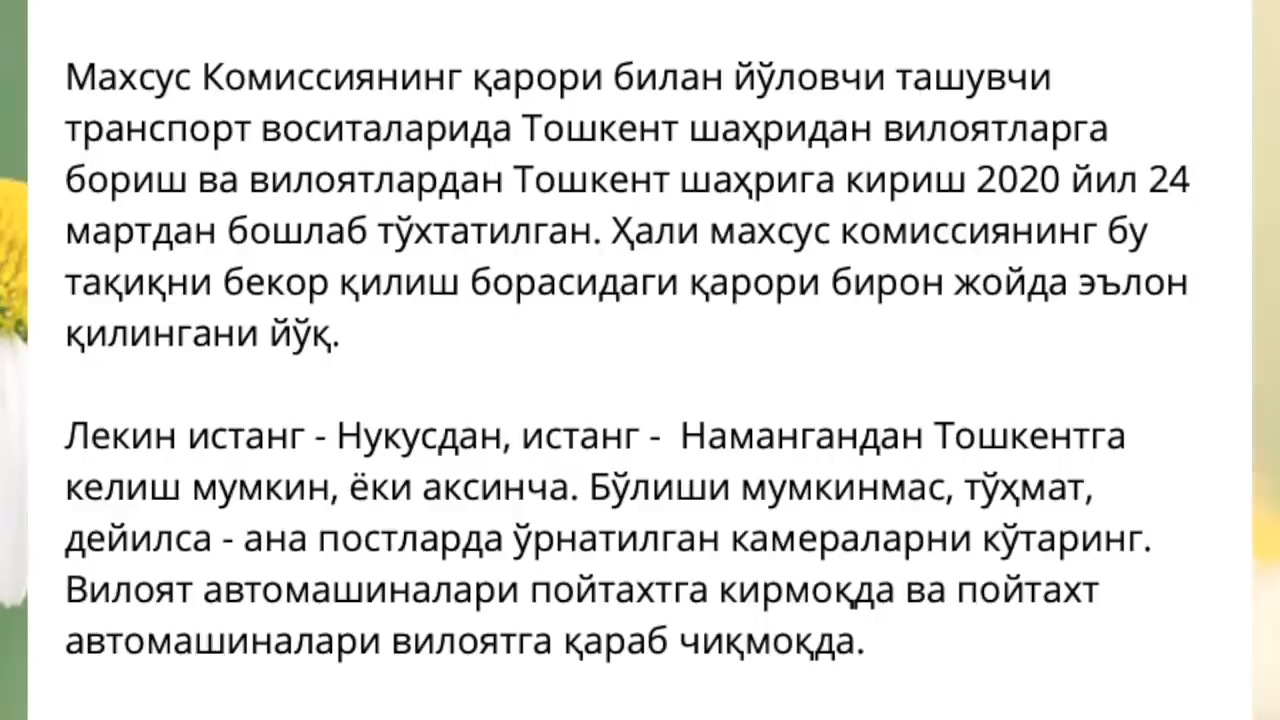 Махсус Комиссиянинг қарори билан йўловчи ташувчи
транспорт воситаларида Тошкент шаҳридан вилоятларга
бориш ва вилоятлардан Тошкент шаҳрига кириш 2020 йил 24
мартдан бошлаб тўхтатилган. Ҳали махсус комиссиянинг бу
тақиқни бекор қилиш борасидаги қарори бирон жойда эълон
қилингани йўқ.
Лекин истанг - Нукусдан, истанг -  Намангандан Тошкентга
келиш мумкин, ёки аксинча. Бўлиши мумкинмас, тўҳмат,
дейилса - ана постларда ўрнатилган камераларни кўтаринг.
Вилоят автомашиналари пойтахтга кирмоқда ва пойтахт
автомашиналари вилоятга қараб чиқмоқда.